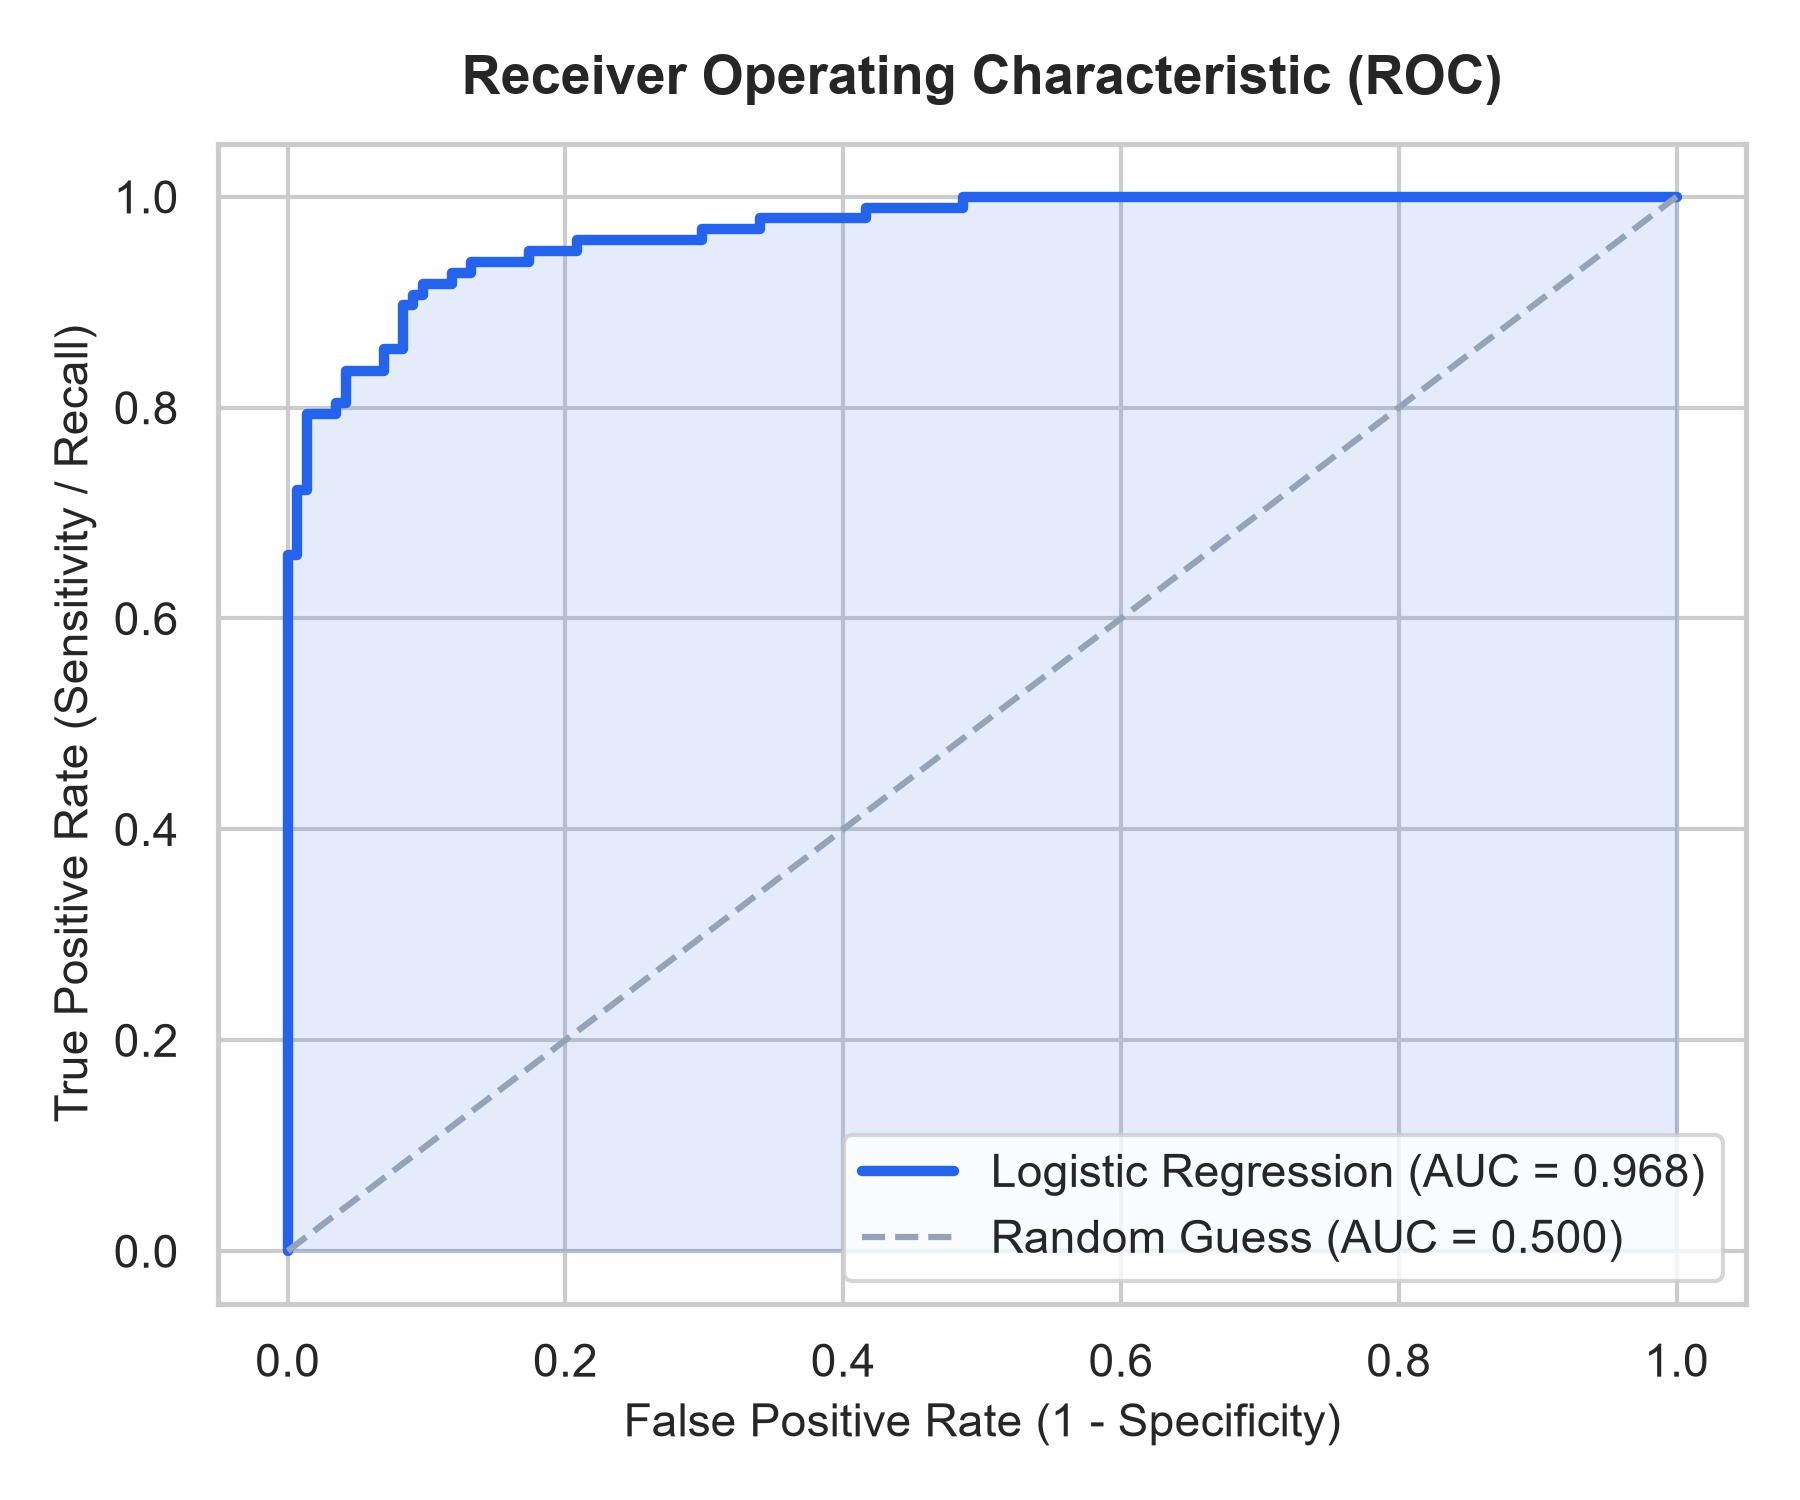 Receiver Operating Characteristic (ROC)
True Positive Rate (Sensitivity / Recall)
1.0
0.8
0.6
0.4
0.2
0.0
Logistic Regression (AUC = 0.968)
Random Guess (AUC = 0.500)
0.0 0.2 0.4 0.6 0.8 1.0
False Positive Rate (1 - Specificity)